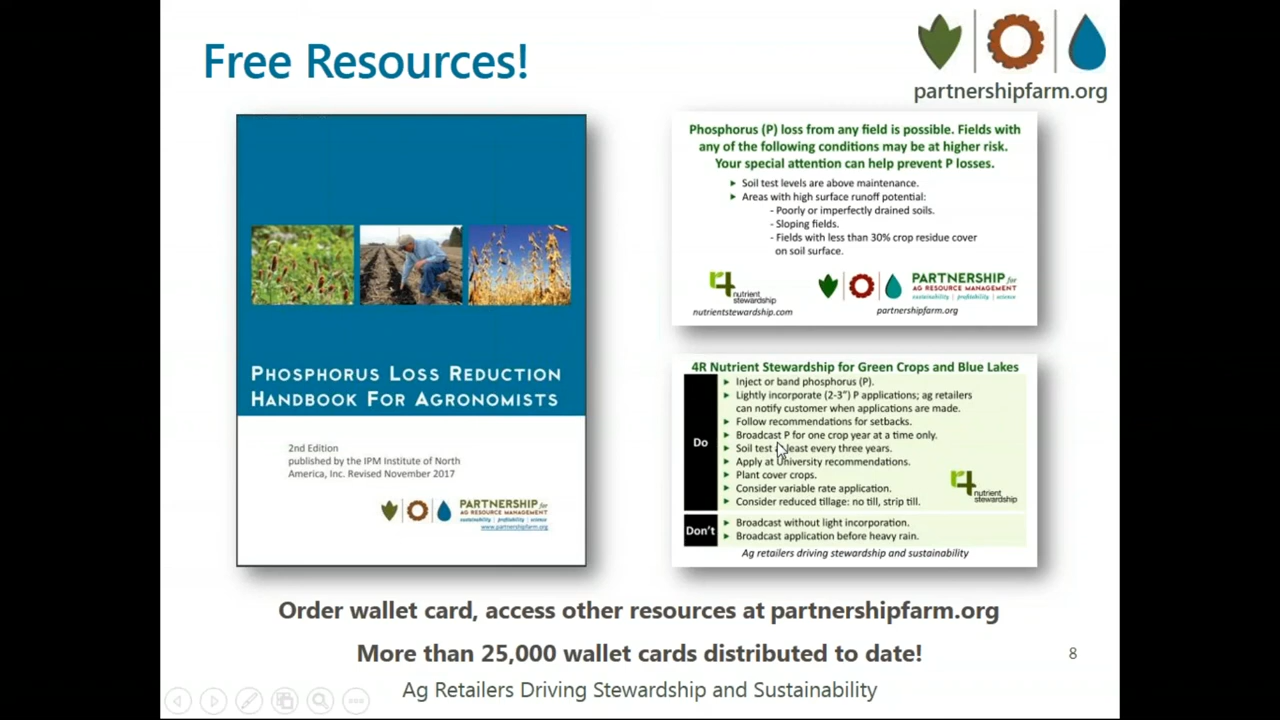 Free Resources!
partnershipfarm.org
PHOSPHORUS LOSS REDUCTION
HANDBOOK FOR AGRONOMISTS
2nd Edition
published by the IPM Institute of North
America, Inc. Revised November 2017
PARTNERSHIP for
sustainability | profitability | science
www.partnershipfarm.org
Phosphorus (P) loss from any field is possible. Fields with
any of the following conditions may be at higher risk.
Your special attention can help prevent P losses.
Soil test levels are above maintenance.
Areas with high surface runoff potential:
- Poorly or imperfectly drained soils.
- Sloping fields.
- Fields with less than 30% crop residue cover
on soil surface.
r4 nutrient
stewardship
nutrientstewardship.com
PARTNERSHIP for
AG RESOURCE MANAGEMENT
sustainability | profitability | science
partnershipfarm.org
4R Nutrient Stewardship for Green Crops and Blue Lakes
Do
Inject or band phosphorus (P).
Lightly incorporate (2-3") P applications; ag retailers
can notify customer when applications are made.
Follow recommendations for setbacks.
Broadcast P for one crop year at a time only.
Soil test least every three years.
Apply at University recommendations.
Plant cover crops.
Consider variable rate application.
Consider reduced tillage: no till, strip till.
r4 nutrient
stewardship
Don't
Broadcast without light incorporation.
Broadcast application before heavy rain.
Ag retailers driving stewardship and sustainability
Order wallet card, access other resources at partnershipfarm.org
More than 25,000 wallet cards distributed to date!
8
Ag Retailers Driving Stewardship and Sustainability